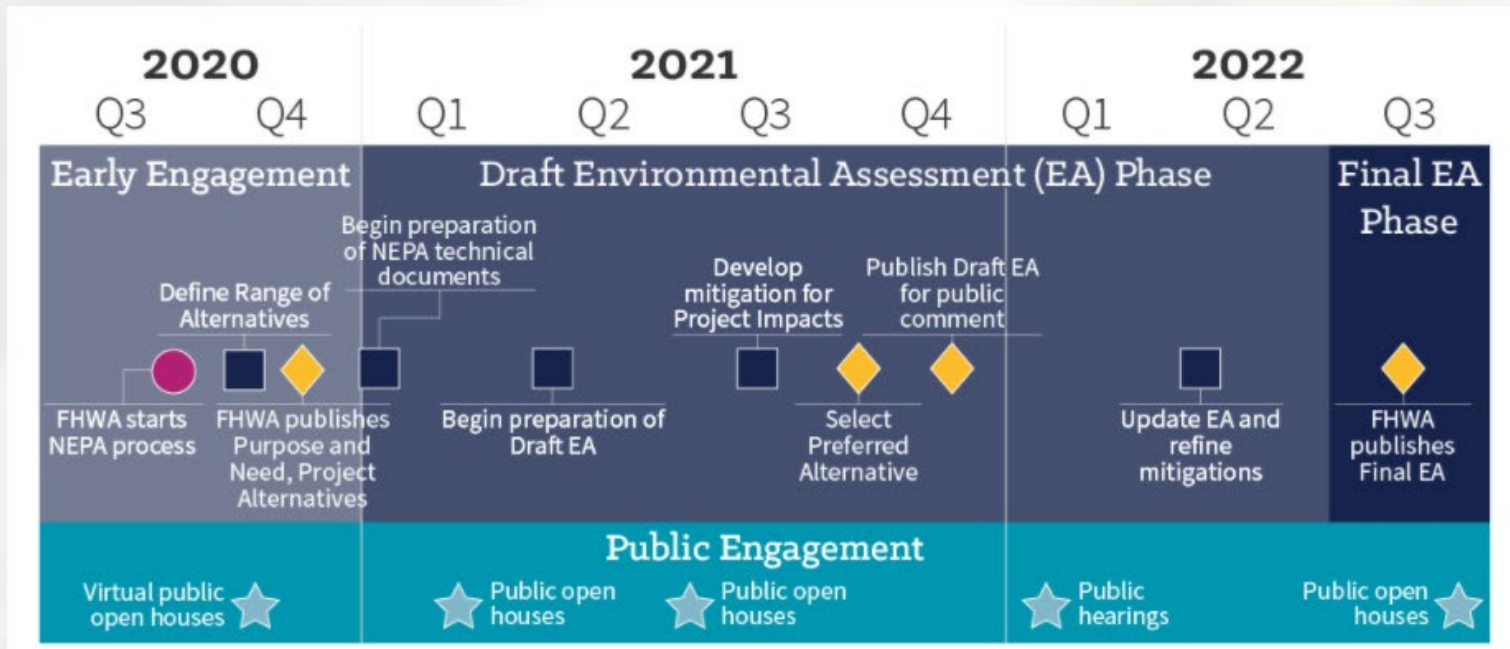 2020
2021
2022
Q3
Q4
Q1
Q2
Q3
Q4
Q1
Q2
Q3
Early Engagement
Draft Environmental Assessment (EA) Phase
Final EA
Phase
Begin preparation
of NEPA technical
documents
Define Range of
Alternatives
Develop
mitigation for
Project Impacts
Publish Draft EA
for public
comment
FHWA starts
NEPA process
FHWA publishes
Purpose and
Need, Project
Alternatives
Begin preparation of
Draft EA
Select
Preferred
Alternative
Update EA and
refine
mitigations
FHWA
publishes
Final EA
Public Engagement
Virtual public
open houses
Public open
houses
Public open
houses
Public
hearings
Public open
houses